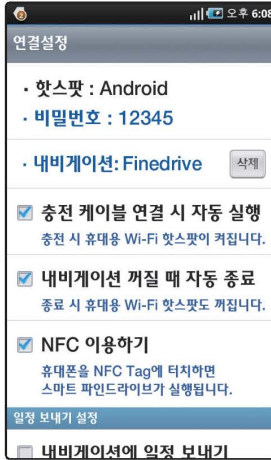 오후 6:08
연결설정
· 핫스팟 : Android
· 비밀번호 : 12345
· 내비게이션: Finedrive 삭제
충전 케이블 연결 시 자동 실행
충전 시 휴대용 Wi-Fi 핫스팟이 켜집니다.
내비게이션 꺼질 때 자동 종료
종료 시 휴대용 Wi-Fi 핫스팟도 꺼집니다.
NFC 이용하기
휴대폰을 NFC Tag에 터치하면
스마트 파인드라이브가 실행됩니다.
일정 보내기 설정
내비게이션에 일정 보내기